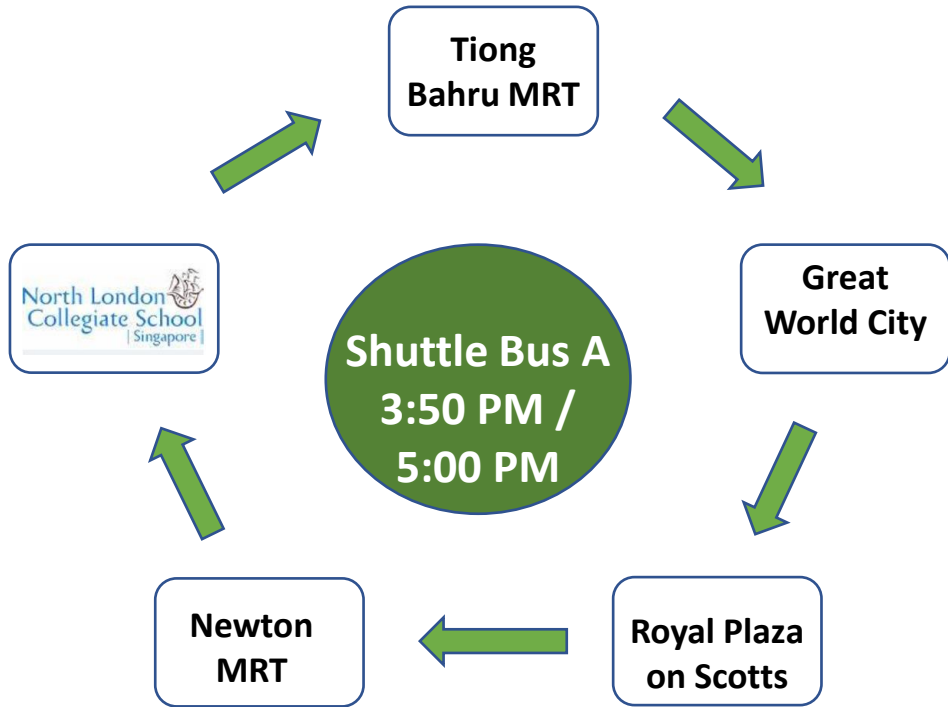 Tiong
Bahru MRT
North London
Collegiate School
| Singapore |
Great
World City
Shuttle Bus A
3:50 PM /
5:00 PM
Newton
MRT
Royal Plaza
on Scotts